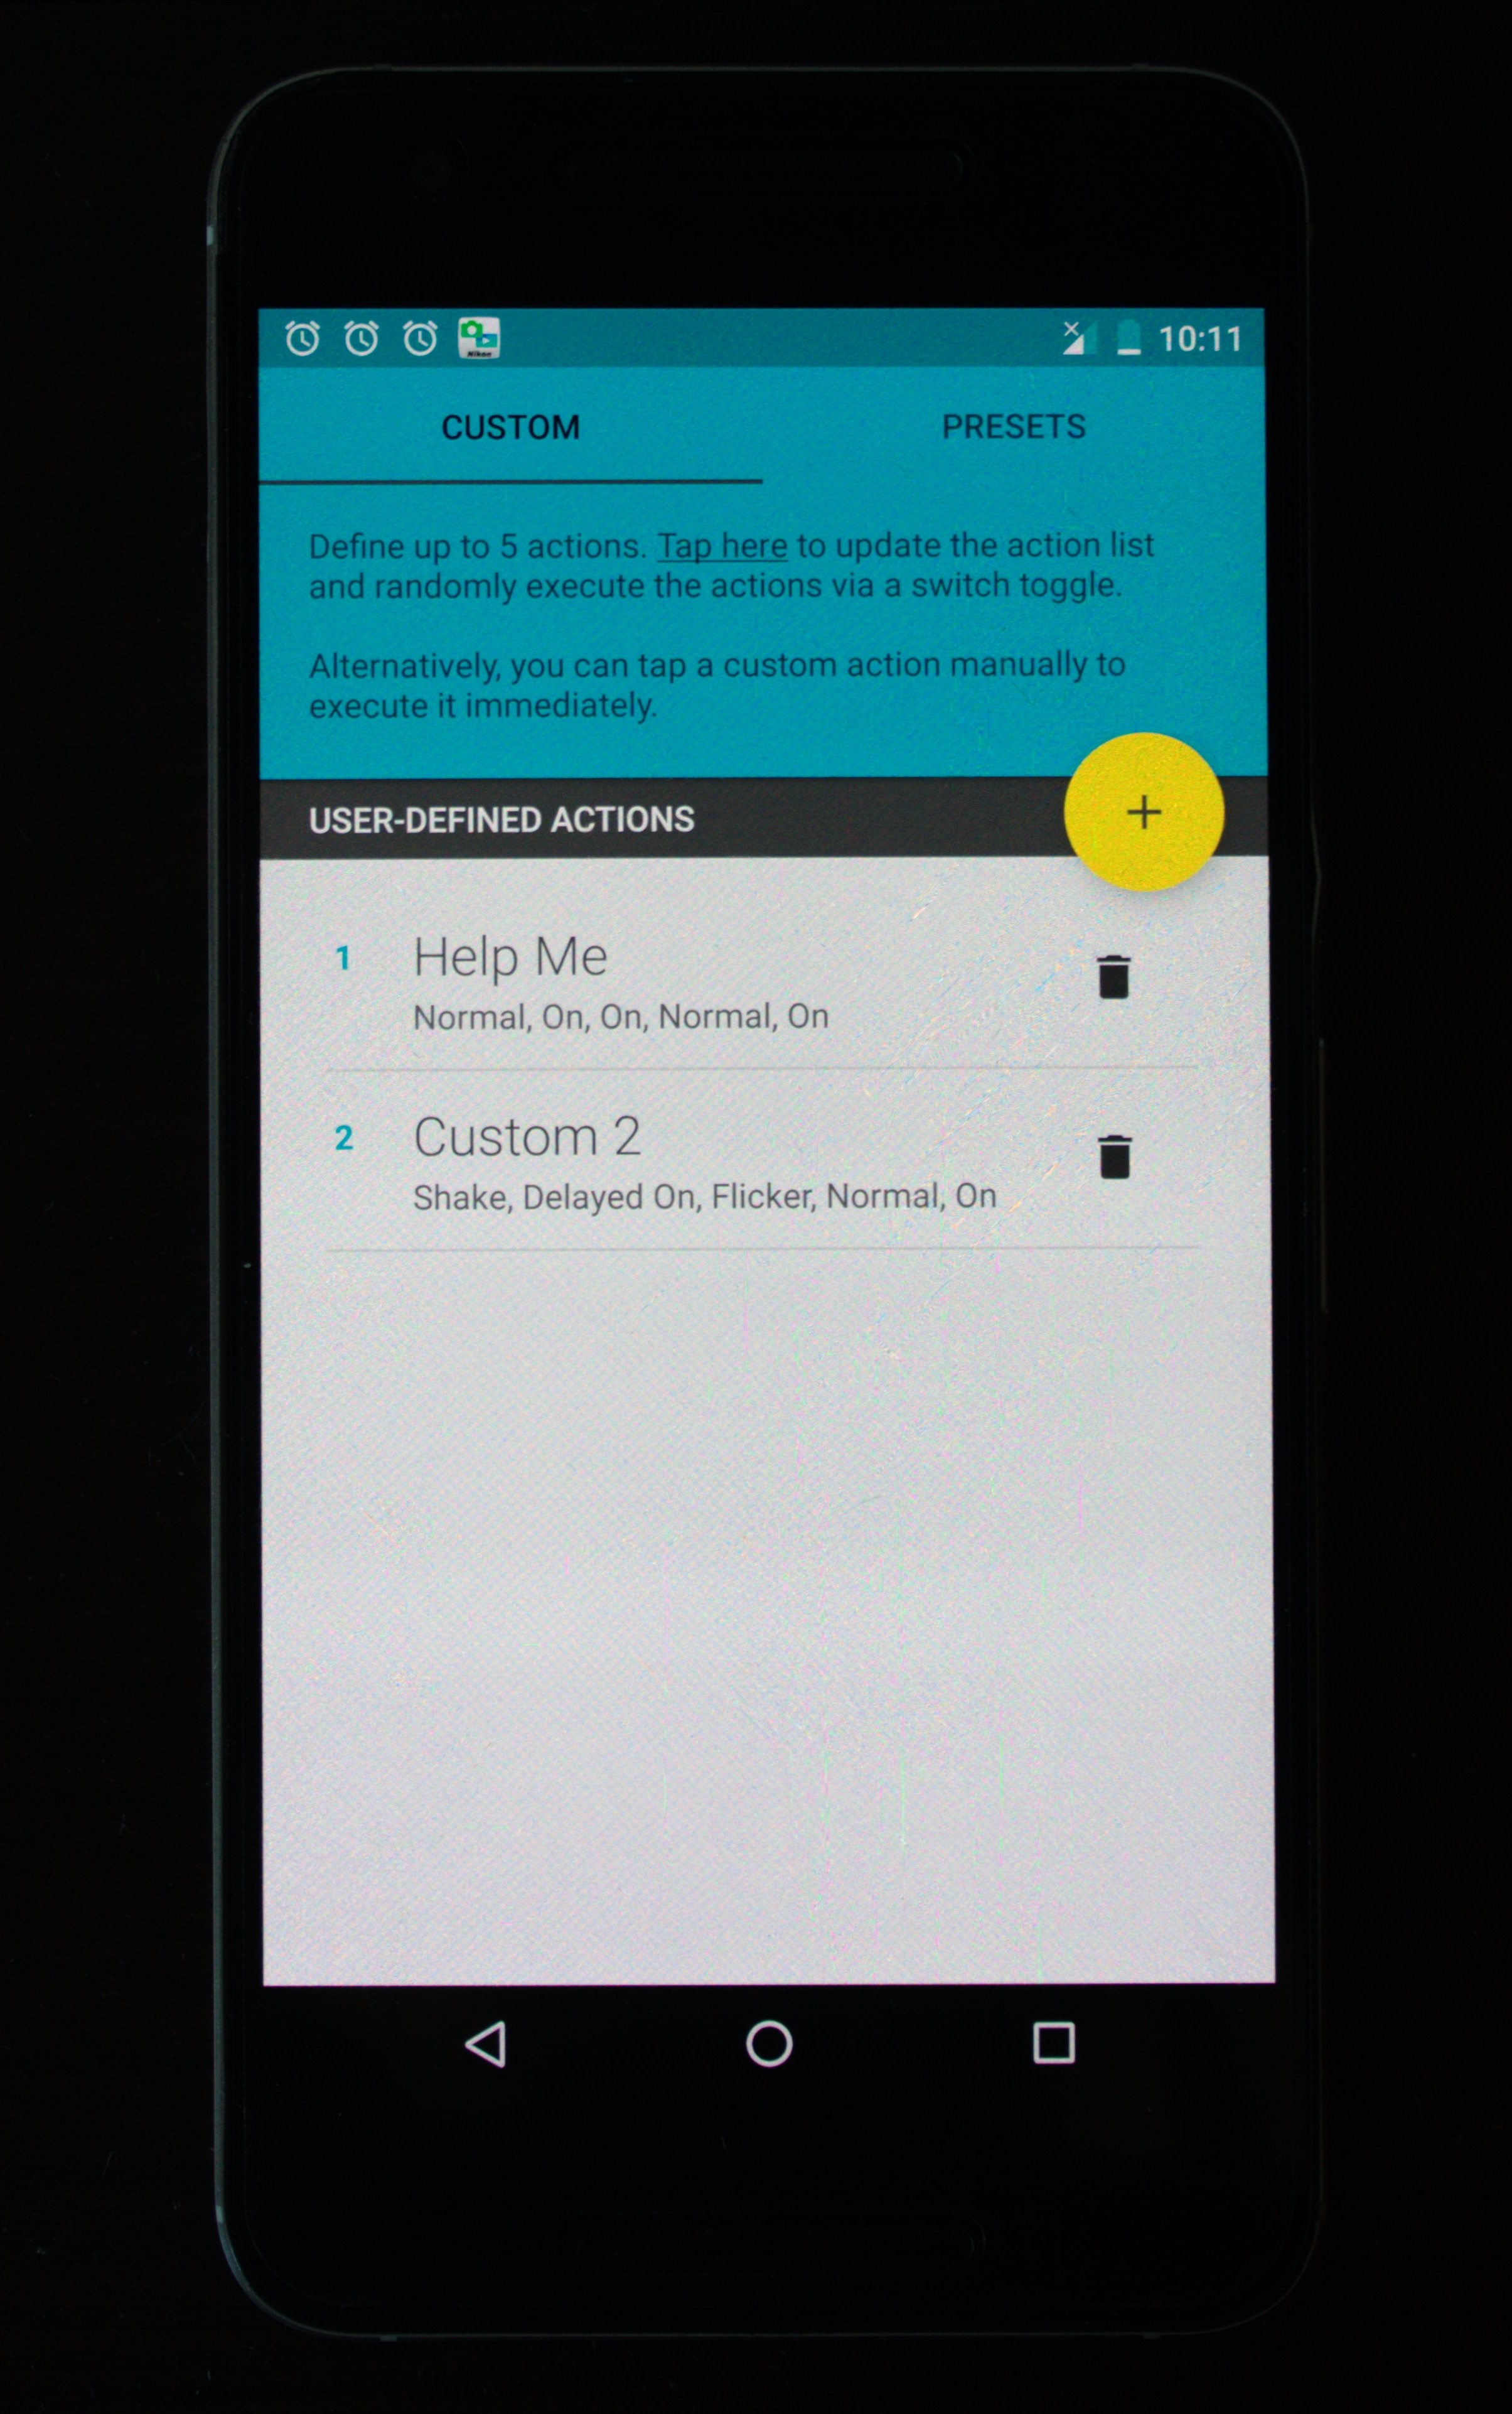 Nikon
10:11
CUSTOM
PRESETS
Define up to 5 actions. Tap here to update the action list
and randomly execute the actions via a switch toggle.
Alternatively, you can tap a custom action manually to
execute it immediately.
USER-DEFINED ACTIONS
+
1
Help Me
Normal, On, On, Normal, On
2
Custom 2
Shake, Delayed On, Flicker, Normal, On